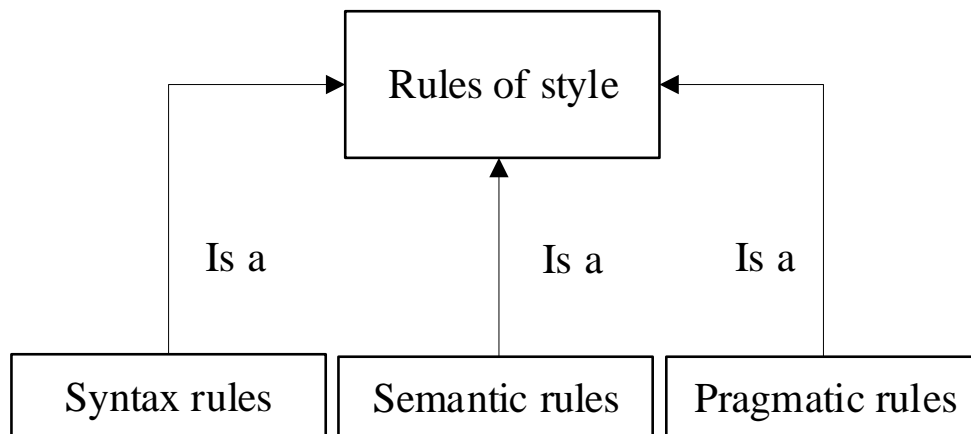 Rules of style
Is a
Is a
Is a
Syntax rules
Semantic rules
Pragmatic rules